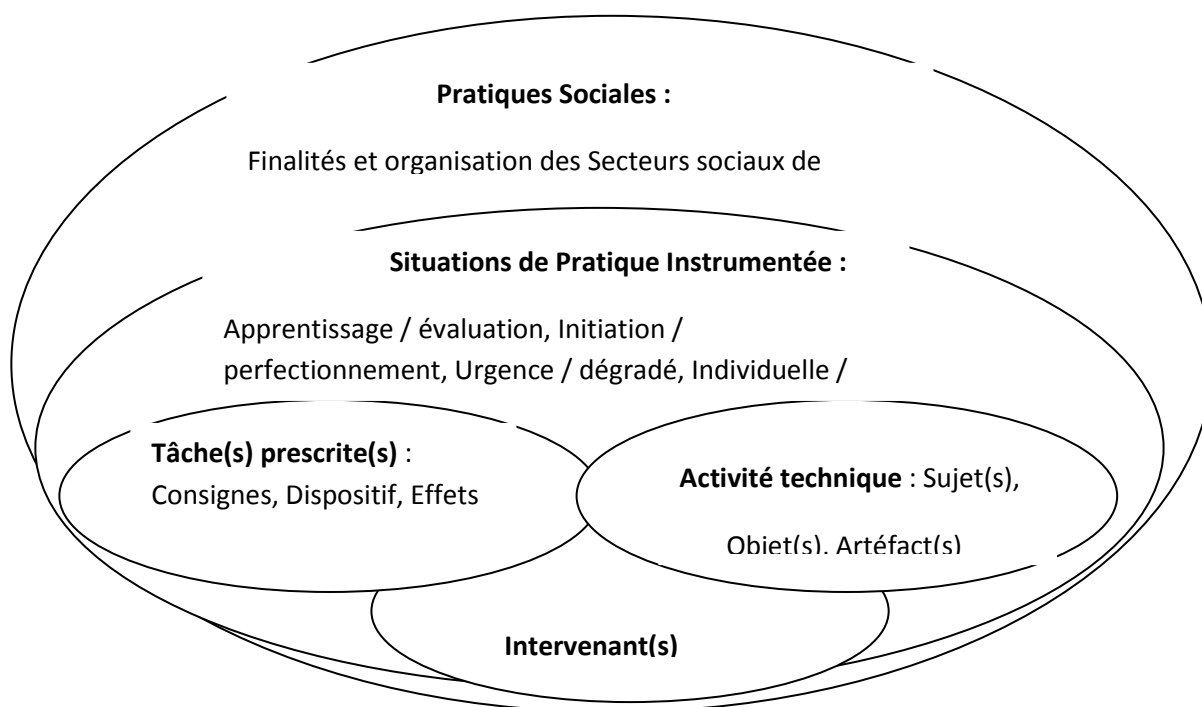 Pratiques Sociales :
Finalités et organisation des Secteurs sociaux de
Situations de Pratique Instrumentée :
Apprentissage / évaluation, Initiation /
perfectionnement, Urgence / dégradé, Individuelle /
Tâche(s) prescrite(s) :
Consignes, Dispositif, Effets
Activité technique : Sujet(s),
Objet(s), Artéfact(s)
Intervenant(s)